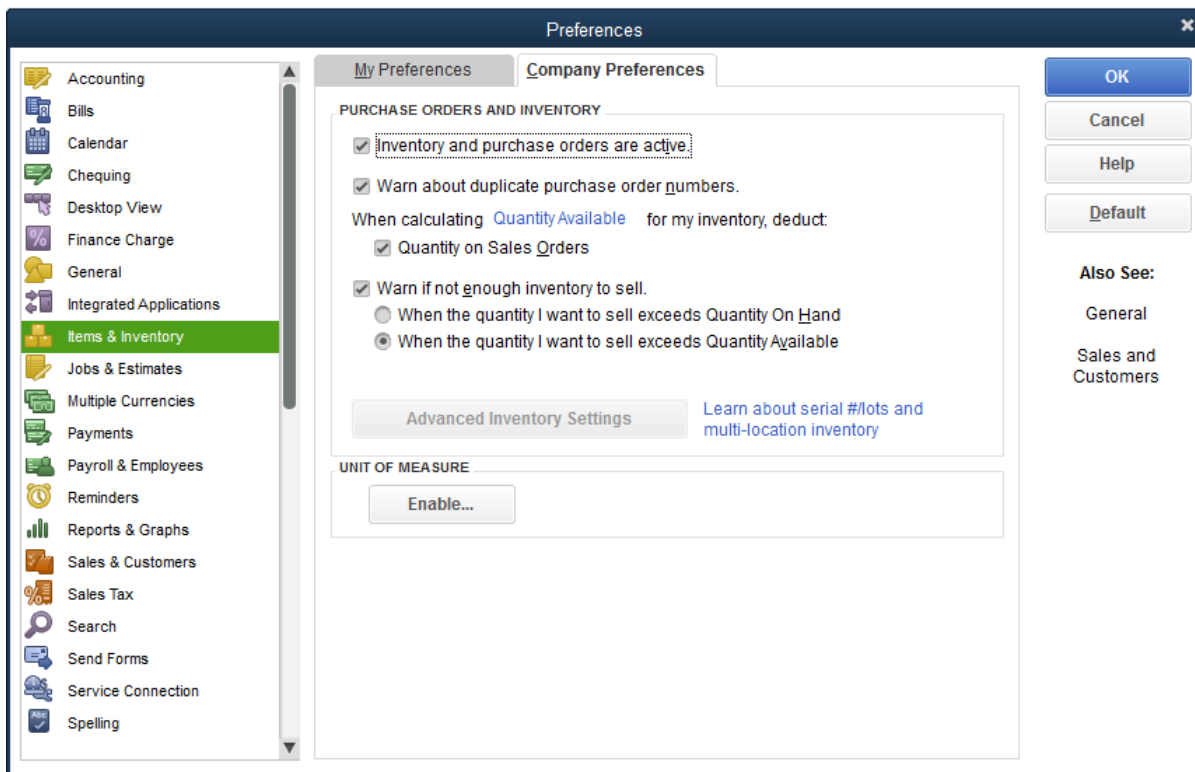 Preferences
Accounting
Bills
Calendar
Chequing
Desktop View
Finance Charge
General
Integrated Applications
Items & Inventory
Jobs & Estimates
Multiple Currencies
Payments
Payroll & Employees
Reminders
Reports & Graphs
Sales & Customers
Sales Tax
Search
Send Forms
Service Connection
Abc
Spelling
My Preferences
Company Preferences
PURCHASE ORDERS AND INVENTORY
Inventory and purchase orders are active.
Warn about duplicate purchase order numbers.
When calculating Quantity Available for my inventory, deduct:
Quantity on Sales Orders
Warn if not enough inventory to sell.
When the quantity I want to sell exceeds Quantity On Hand
When the quantity I want to sell exceeds Quantity Available
Advanced Inventory Settings
Learn about serial #/lots and
multi-location inventory
UNIT OF MEASURE
Enable...
OK
Cancel
Help
Default
Also See:
General
Sales and
Customers